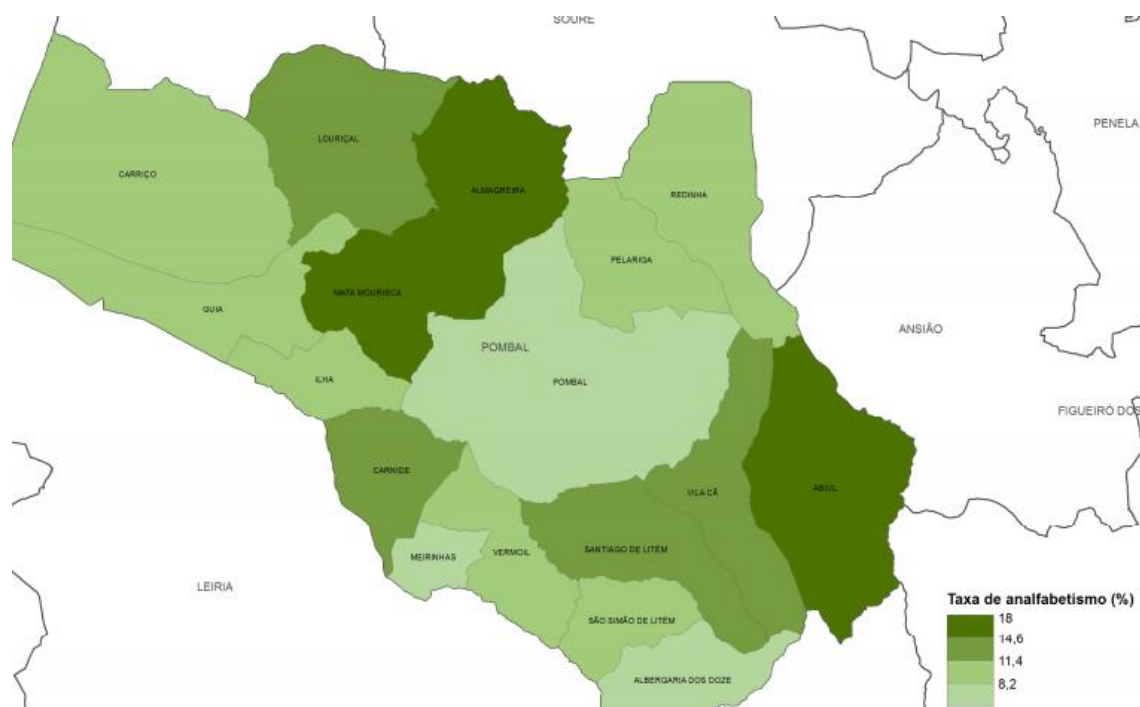 SOURE
PENELA
LOURIÇAL
CARRIÇO
ALMAGREIRA
REDINHA
PELARIGA
MATA MOURISCA
GUIA
ANSIÃO
POMBAL
ILHA
POMBAL
FIGUEIRÓ DOS
CARNIDE
VILA CÃ
ABIUL
MEIRINHAS
VERMOIL
SANTIAGO DE LITÉM
LEIRIA
Taxa de analfabetismo (%)
18
14,6
11,4
8,2
SÃO SIMÃO DE LITÉM
ALBERGARIA DOS DOZE